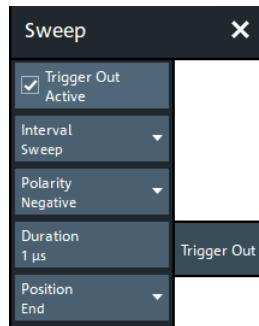 Sweep
Trigger Out
Active
Interval
Sweep
Polarity
Negative
Duration
1 µs
Trigger Out
Position
End